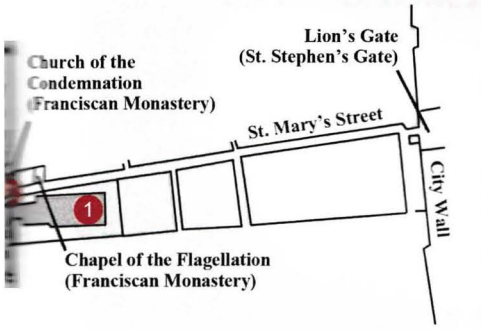 Lion's Gate
(St. Stephen's Gate)
Church of the
Condemnation
(Franciscan Monastery)
St. Mary's Street
City Wall
1
Chapel of the Flagellation
(Franciscan Monastery)